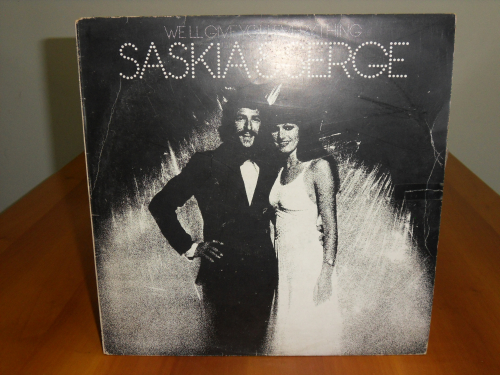 WE'LL GIVE YOU EVERYTHING
SASKIA & SERGE